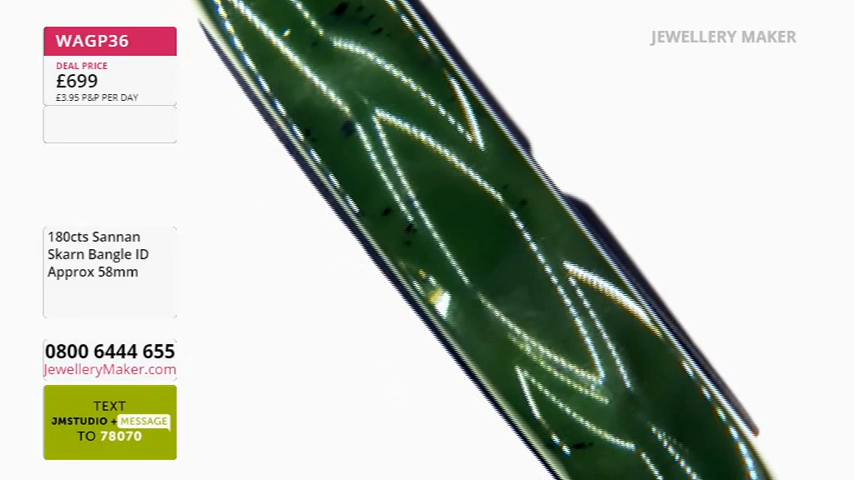 WAGP36
DEAL PRICE
£699
£3.95 P&P PER DAY
JEWELLERY MAKER
180cts Sannan
Skarn Bangle ID
Approx 58mm
0800 6444 655
JewelleryMaker.com
TEXT
JMSTUDIO + MESSAGE
TO 78070